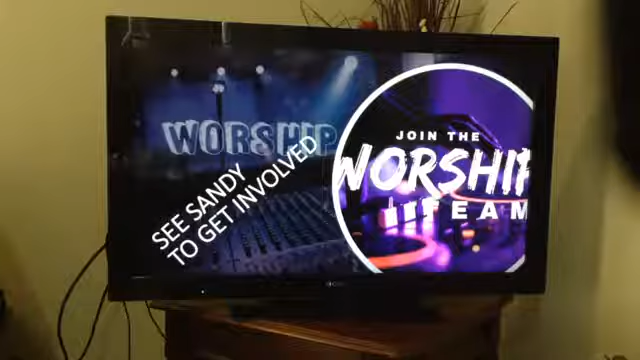 WORSHIP
SEE SANDY
TO GET INVOLVED
JOIN THE
WORSHIP
TEAM